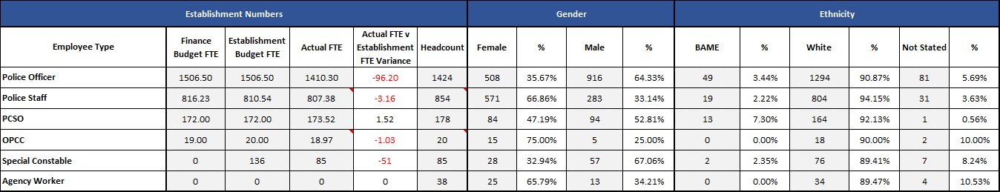 Establishment Numbers Gender Ethnicity
Employee Type Finance Budget FTE Establishment Budget FTE Actual FTE Actual FTE v Establishment FTE Variance Headcount Female % Male % BAME % White % Not Stated %
Police Officer 1506.50 1506.50 1410.30 -96.20 1424 508 35.67% 916 64.33% 49 3.44% 1294 90.87% 81 5.69%
Police Staff 816.23 810.54 807.38 -3.16 854 571 66.86% 283 33.14% 19 2.22% 804 94.15% 31 3.63%
PCSO 172.00 172.00 173.52 1.52 178 84 47.19% 94 52.81% 13 7.30% 164 92.13% 1 0.56%
OPCC 19.00 20.00 18.97 -1.03 20 15 75.00% 5 25.00% 0 0.00% 18 90.00% 2 10.00%
Special Constable 0 136 85 -51 85 28 32.94% 57 67.06% 2 2.35% 76 89.41% 7 8.24%
Agency Worker 0 0 0 0 38 25 65.79% 13 34.21% 0 0.00% 34 89.47% 4 10.53%